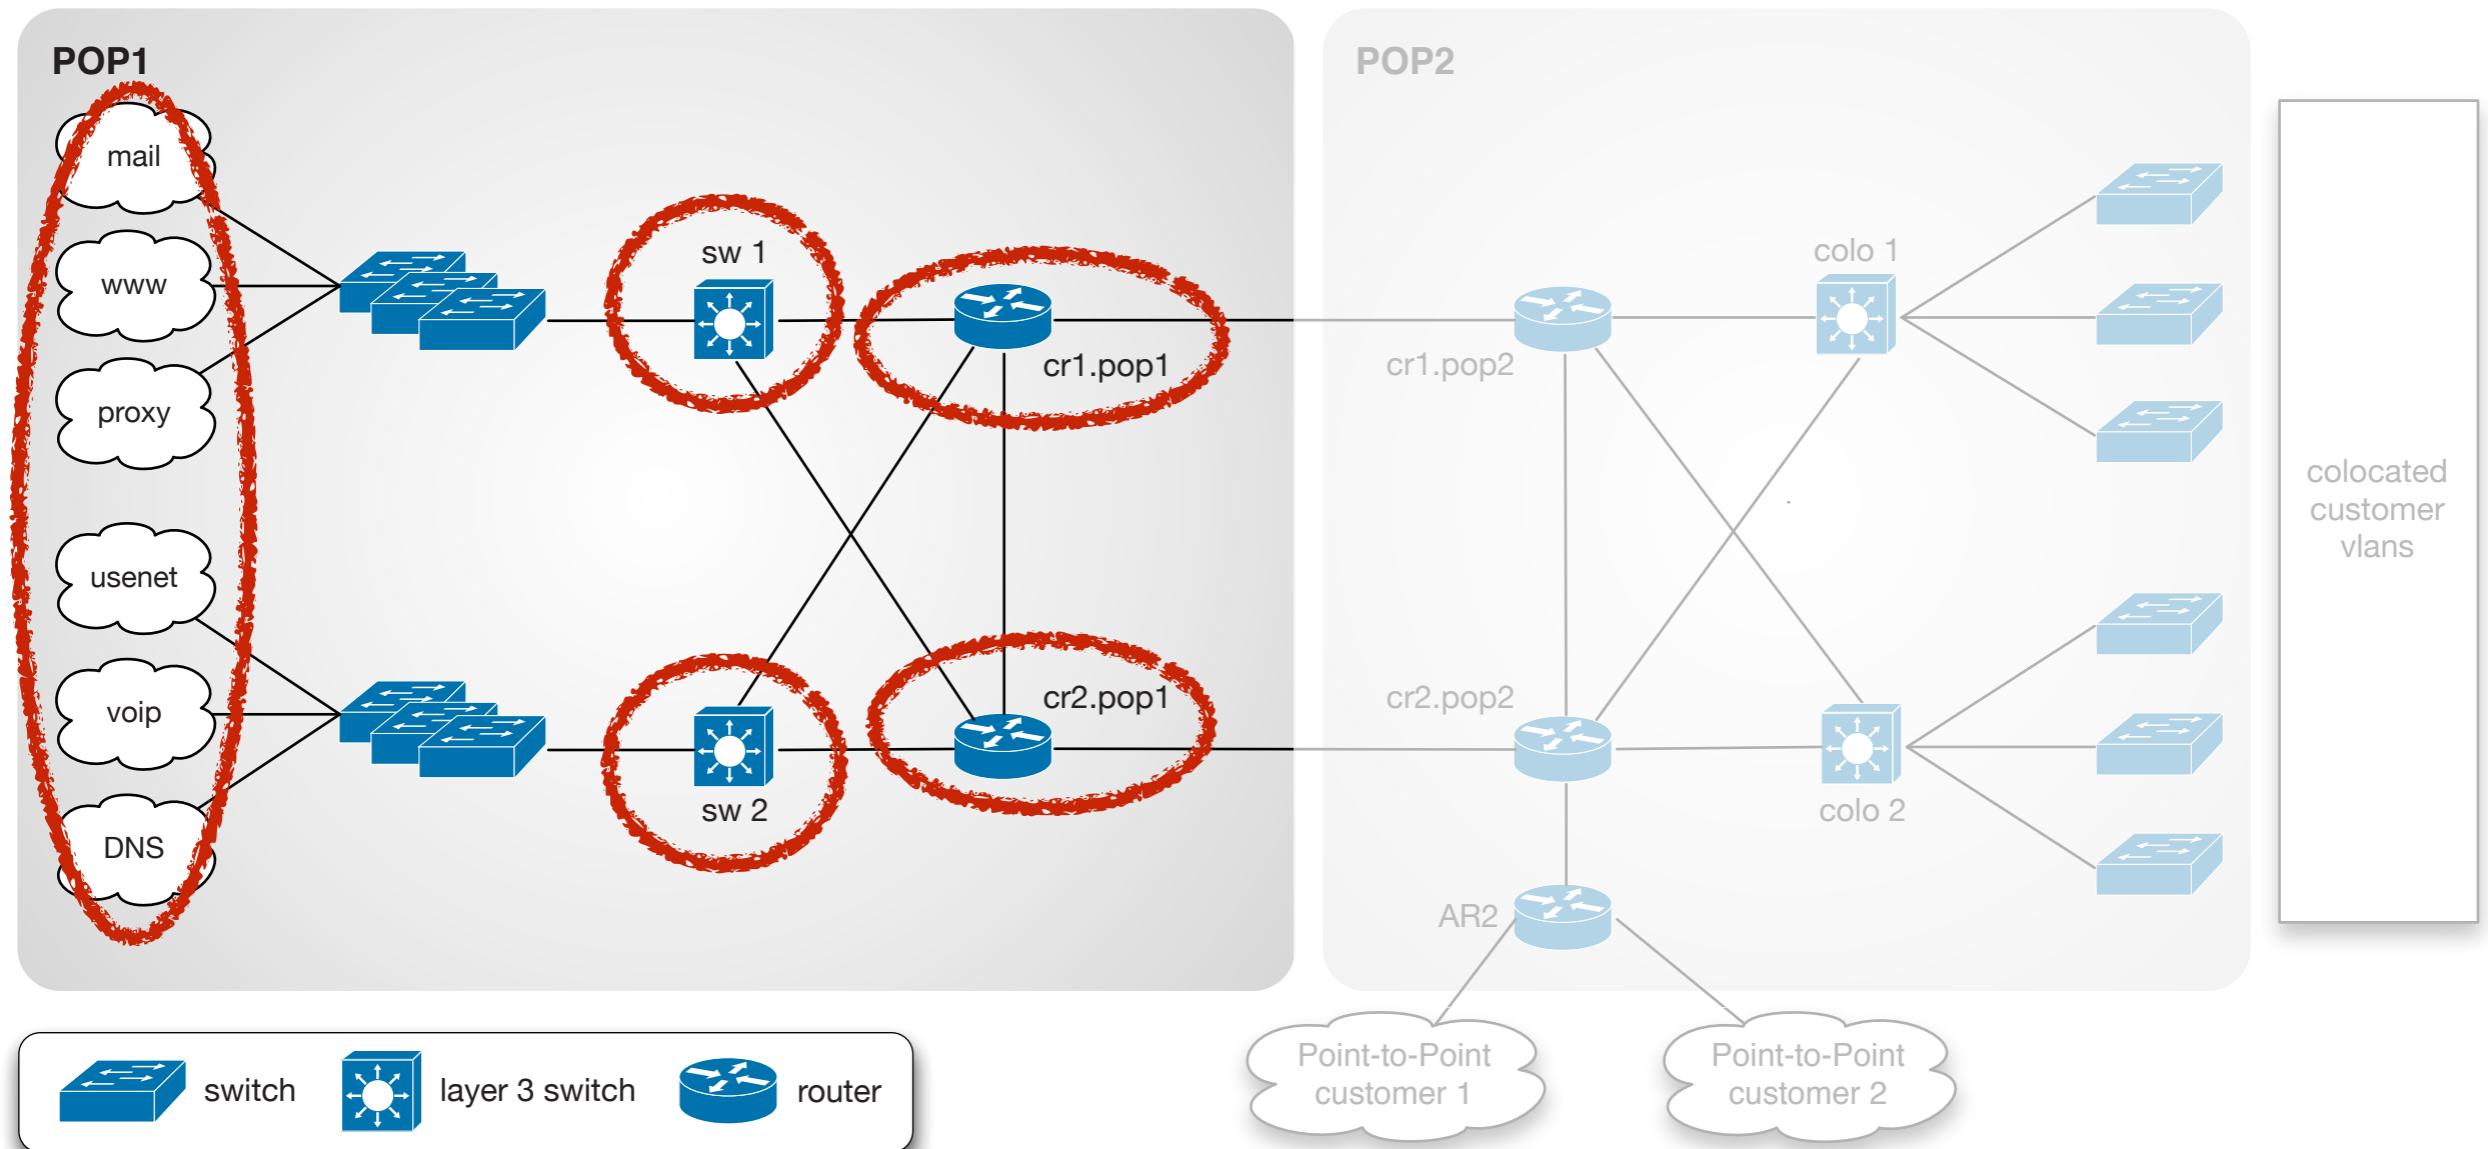 POP1
mail
www
proxy
usenet
voip
DNS
sw 1
cr1.pop1
cr2.pop1
sw 2
POP2
cr1.pop2
colo 1
cr2.pop2
colo 2
AR2
colocated
customer
vlans
Point-to-Point
customer 1
Point-to-Point
customer 2
switch
layer 3 switch
router